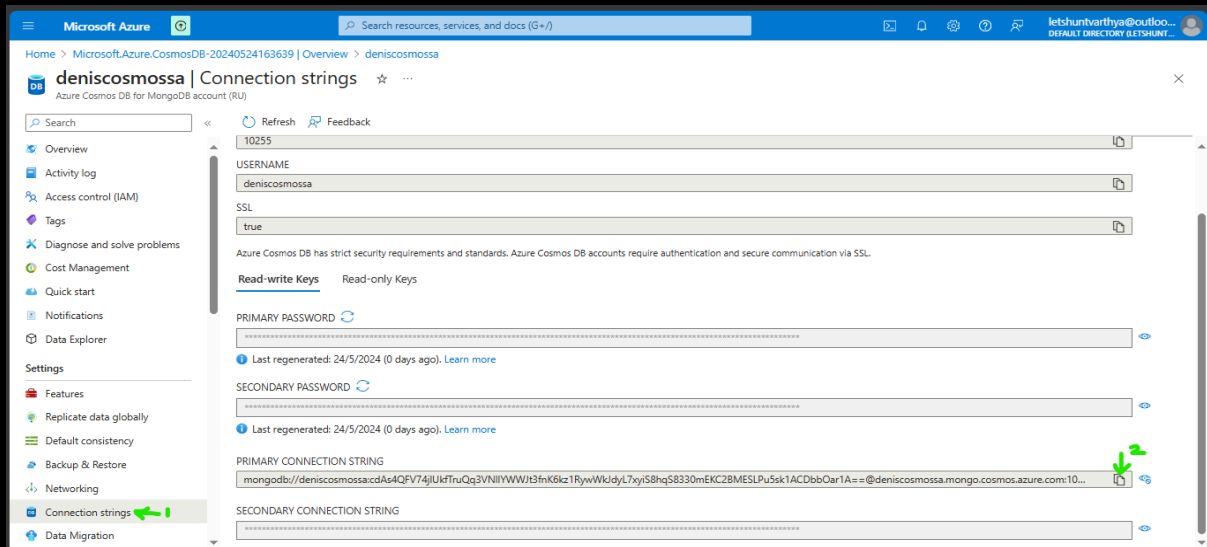 Microsoft Azure
Search resources, services, and docs (G+/)
letshuntvarthya@outloo...
DEFAULT DIRECTORY (LETSHUNT...
Home > Microsoft.Azure.CosmosDB-20240524163639 | Overview > deniscosmossa
deniscosmossa | Connection strings
Azure Cosmos DB for MongoDB account (RU)
Search
Refresh
Feedback
Overview
Activity log
Access control (IAM)
Tags
Diagnose and solve problems
Cost Management
Quick start
Notifications
Data Explorer
Settings
Features
Replicate data globally
Default consistency
Backup & Restore
Networking
Connection strings
1
Data Migration
10255
USERNAME
deniscosmossa
SSL
true
Azure Cosmos DB has strict security requirements and standards. Azure Cosmos DB accounts require authentication and secure communication via SSL.
Read-write Keys
Read-only Keys
PRIMARY PASSWORD
Last regenerated: 24/5/2024 (0 days ago). Learn more
SECONDARY PASSWORD
Last regenerated: 24/5/2024 (0 days ago). Learn more
PRIMARY CONNECTION STRING
2
SECONDARY CONNECTION STRING